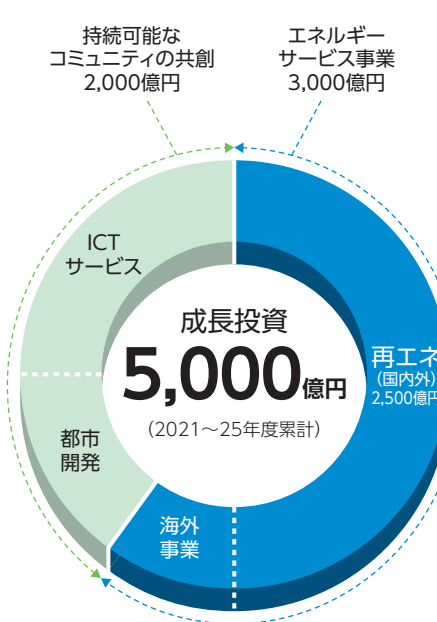 持続可能な
コミュニティの共創
2,000億円
エネルギー
サービス事業
3,000億円
ICT
サービス
成長投資
5,000億円
(2021～25年度累計)
再エネ
(国内外)
2,500億円
都市
開発
海外
事業